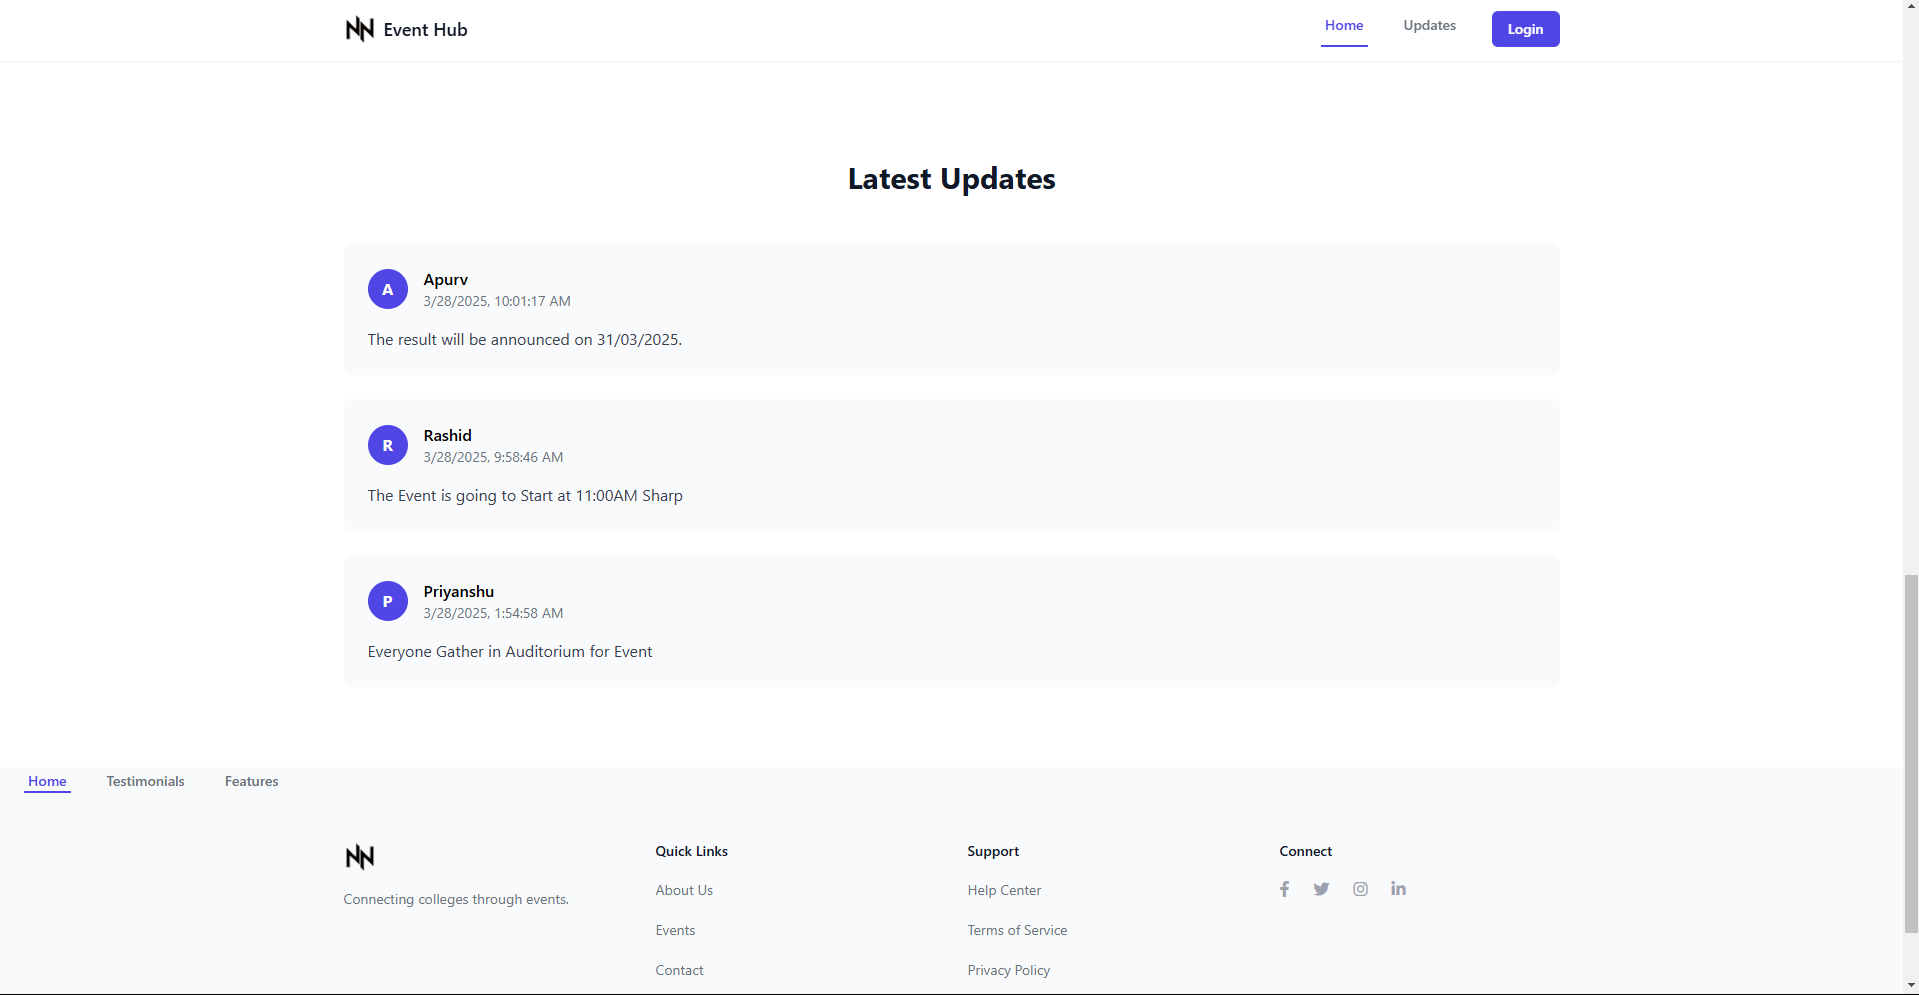 Event Hub
Home
Updates
Login
Latest Updates
A
Apurv
3/28/2025, 10:01:17 AM
The result will be announced on 31/03/2025.
R
Rashid
3/28/2025, 9:58:46 AM
The Event is going to Start at 11:00AM Sharp
P
Priyanshu
3/28/2025, 1:54:58 AM
Everyone Gather in Auditorium for Event
Home
Testimonials
Features
Connecting colleges through events.
Quick Links
About Us
Events
Contact
Support
Help Center
Terms of Service
Privacy Policy
Connect